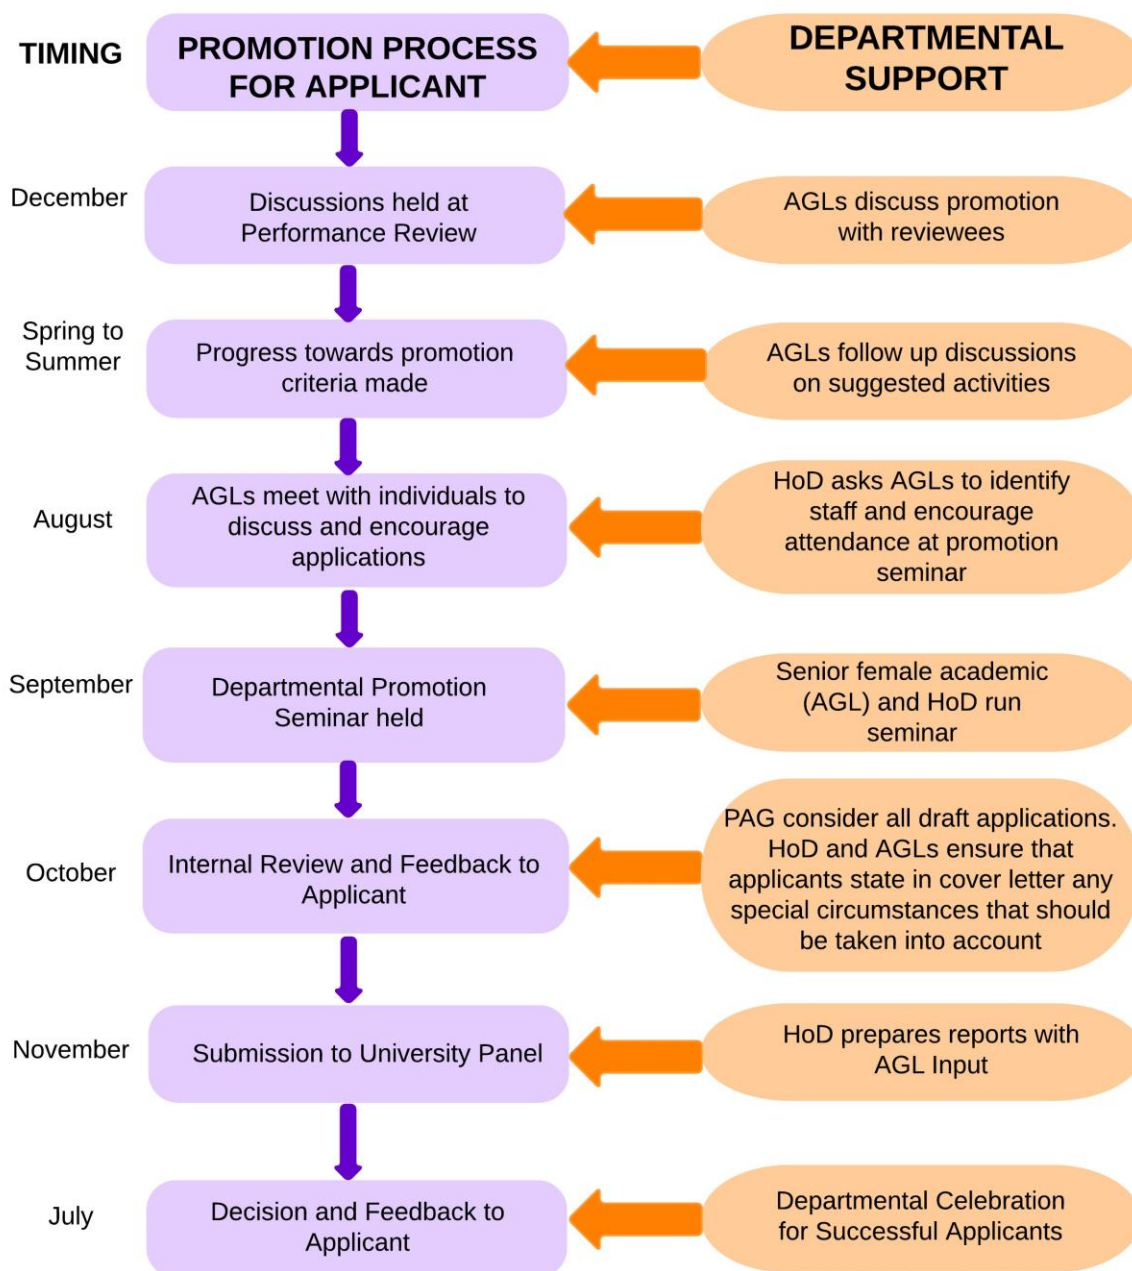 TIMING
PROMOTION PROCESS
FOR APPLICANT
DEPARTMENTAL
SUPPORT
December
Discussions held at
Performance Review
AGLs discuss promotion
with reviewees
Spring to
Summer
Progress towards promotion
criteria made
AGLs follow up discussions
on suggested activities
August
AGLs meet with individuals to
discuss and encourage
applications
HoD asks AGLs to identify
staff and encourage
attendance at promotion
seminar
September
Departmental Promotion
Seminar held
Senior female academic
(AGL) and HoD run
seminar
October
Internal Review and Feedback to
Applicant
PAG consider all draft applications.
HoD and AGLs ensure that
applicants state in cover letter any
special circumstances that should
be taken into account
November
Submission to University Panel
HoD prepares reports with
AGL Input
July
Decision and Feedback to
Applicant
Departmental Celebration
for Successful Applicants